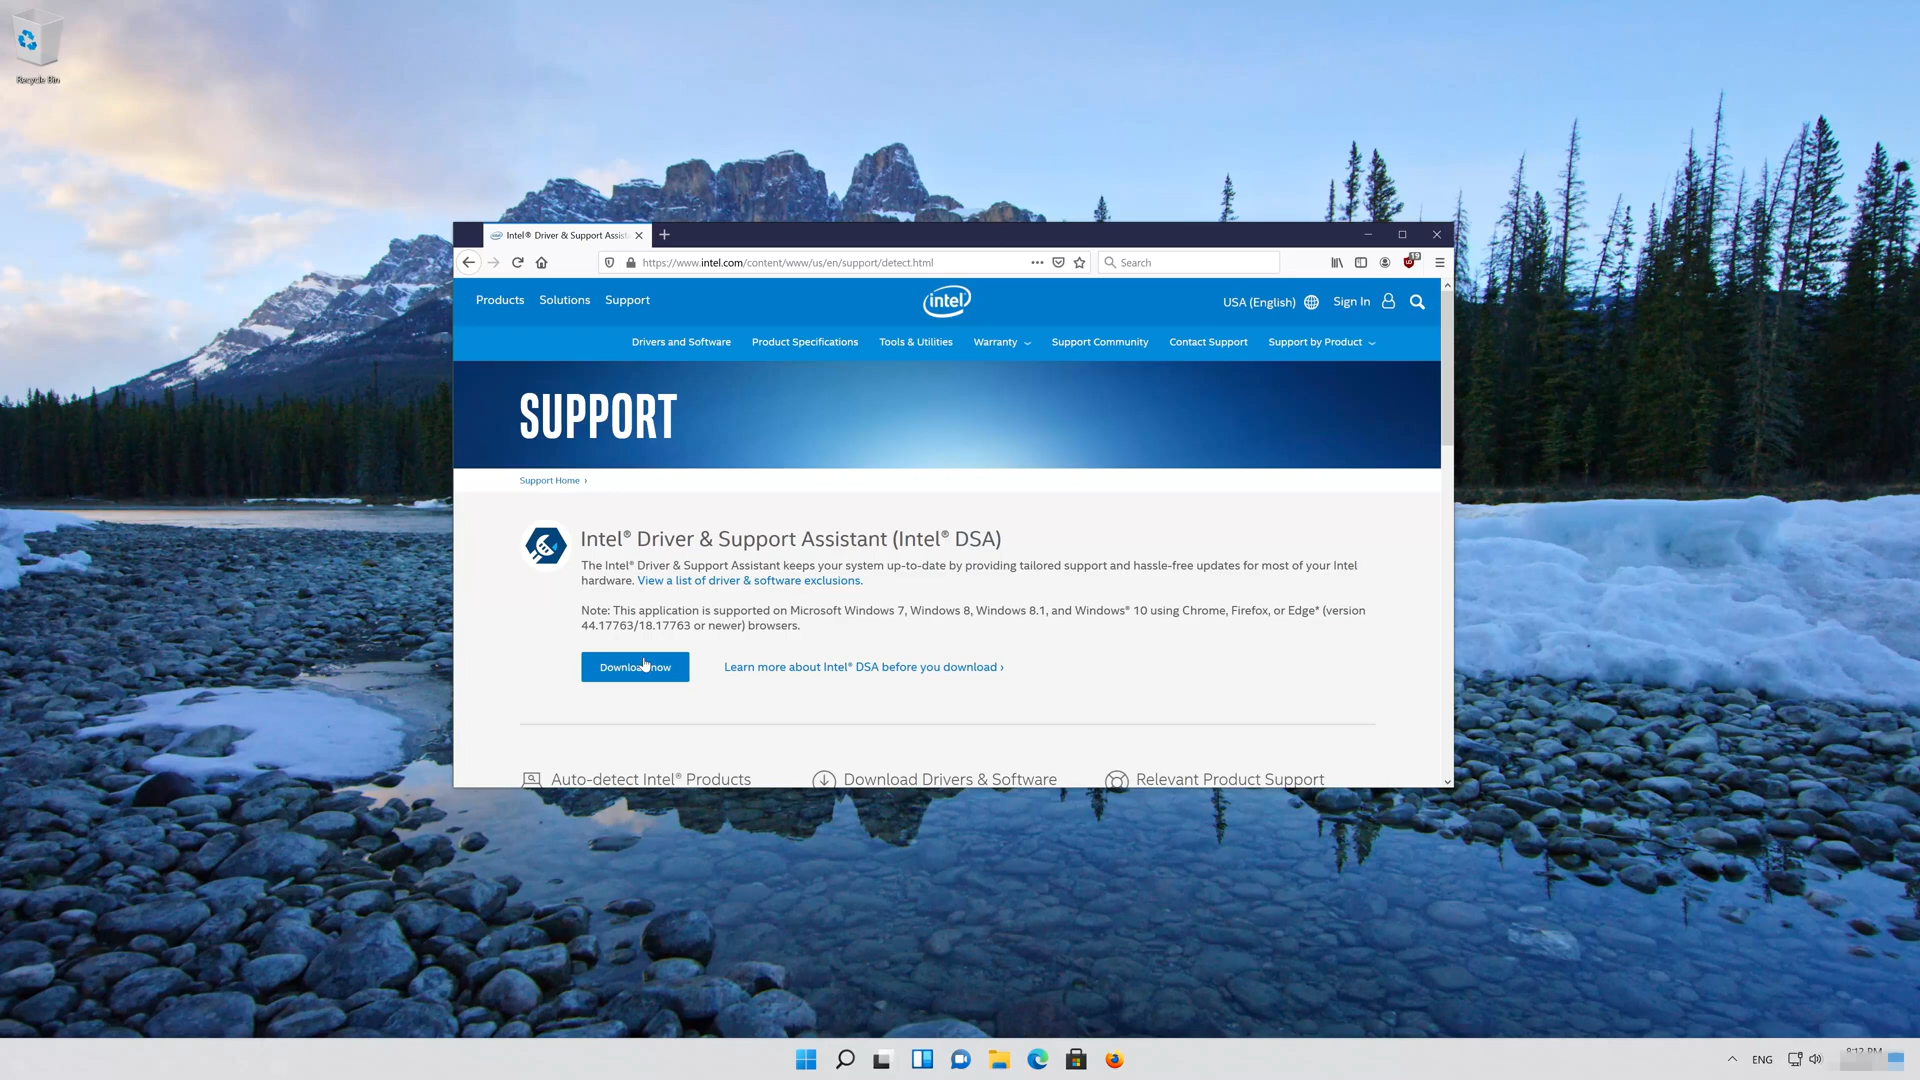 Recycle Bin
Intel® Driver & Support Assist
https://www.intel.com/content/www/us/en/support/detect.html
Search
19
Products Solutions Support
intel
USA (English) Sign In
Drivers and Software Product Specifications Tools & Utilities Warranty Support Community Contact Support Support by Product
SUPPORT
Support Home ›
Intel® Driver & Support Assistant (Intel® DSA)
The Intel® Driver & Support Assistant keeps your system up-to-date by providing tailored support and hassle-free updates for most of your Intel
hardware. View a list of driver & software exclusions.
Note: This application is supported on Microsoft Windows 7, Windows 8, Windows 8.1, and Windows® 10 using Chrome, Firefox, or Edge* (version
44.17763/18.17763 or newer) browsers.
Download now Learn more about Intel® DSA before you download ›
Auto-detect Intel® Products Download Drivers & Software Relevant Product Support
ENG